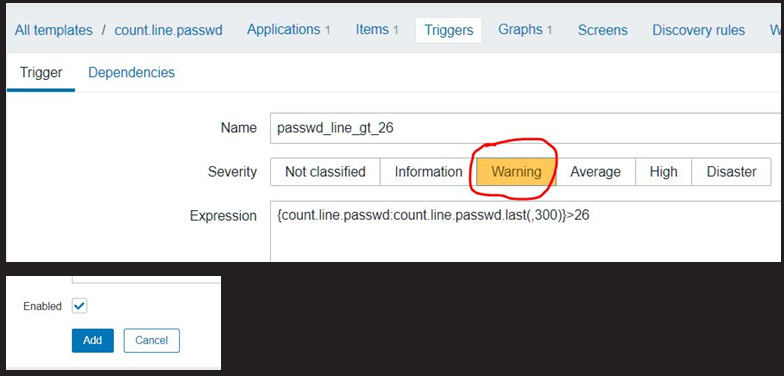 All templates / count.line.passwd Applications 1 Items 1 Triggers Graphs 1 Screens Discovery rules
Trigger Dependencies
Name passwd_line_gt_26
Severity Not classified Information Warning Average High Disaster
Expression {count.line.passwd:count.line.passwd.last(,300)}>26
Enabled
Add Cancel